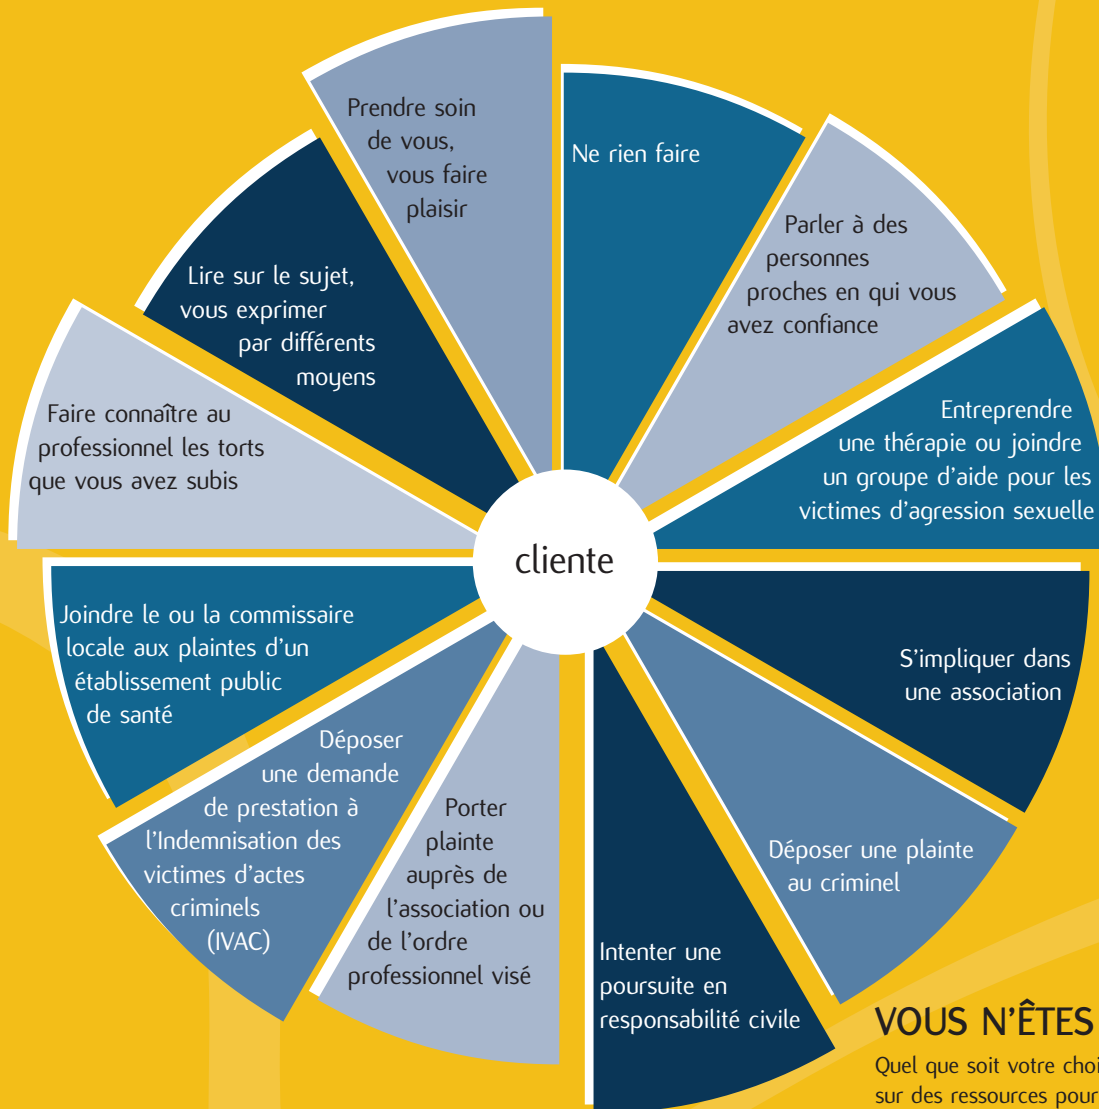 Prendre soin
de vous,
vous faire
plaisir
Ne rien faire
Parler à des
personnes
proches en qui vous
avez confiance
Entreprendre
une thérapie ou joindre
un groupe d'aide pour les
victimes d'agression sexuelle
S'impliquer dans
une association
Déposer une plainte
au criminel
Intenter une
poursuite en
responsabilité civile
Porter
plainte
auprès de
l'association ou
de l'ordre
professionnel visé
Déposer
une demande
de prestation à
l'Indemnisation des
victimes d'actes
criminels
(IVAC)
Joindre le ou la commissaire
locale aux plaintes d'un
établissement public
de santé
Faire connaître au
professionnel les torts
que vous avez subis
Lire sur le sujet,
vous exprimer
par différents
moyens
cliente
VOUS N'ÊTES
Quel que soit votre choi
sur des ressources pour